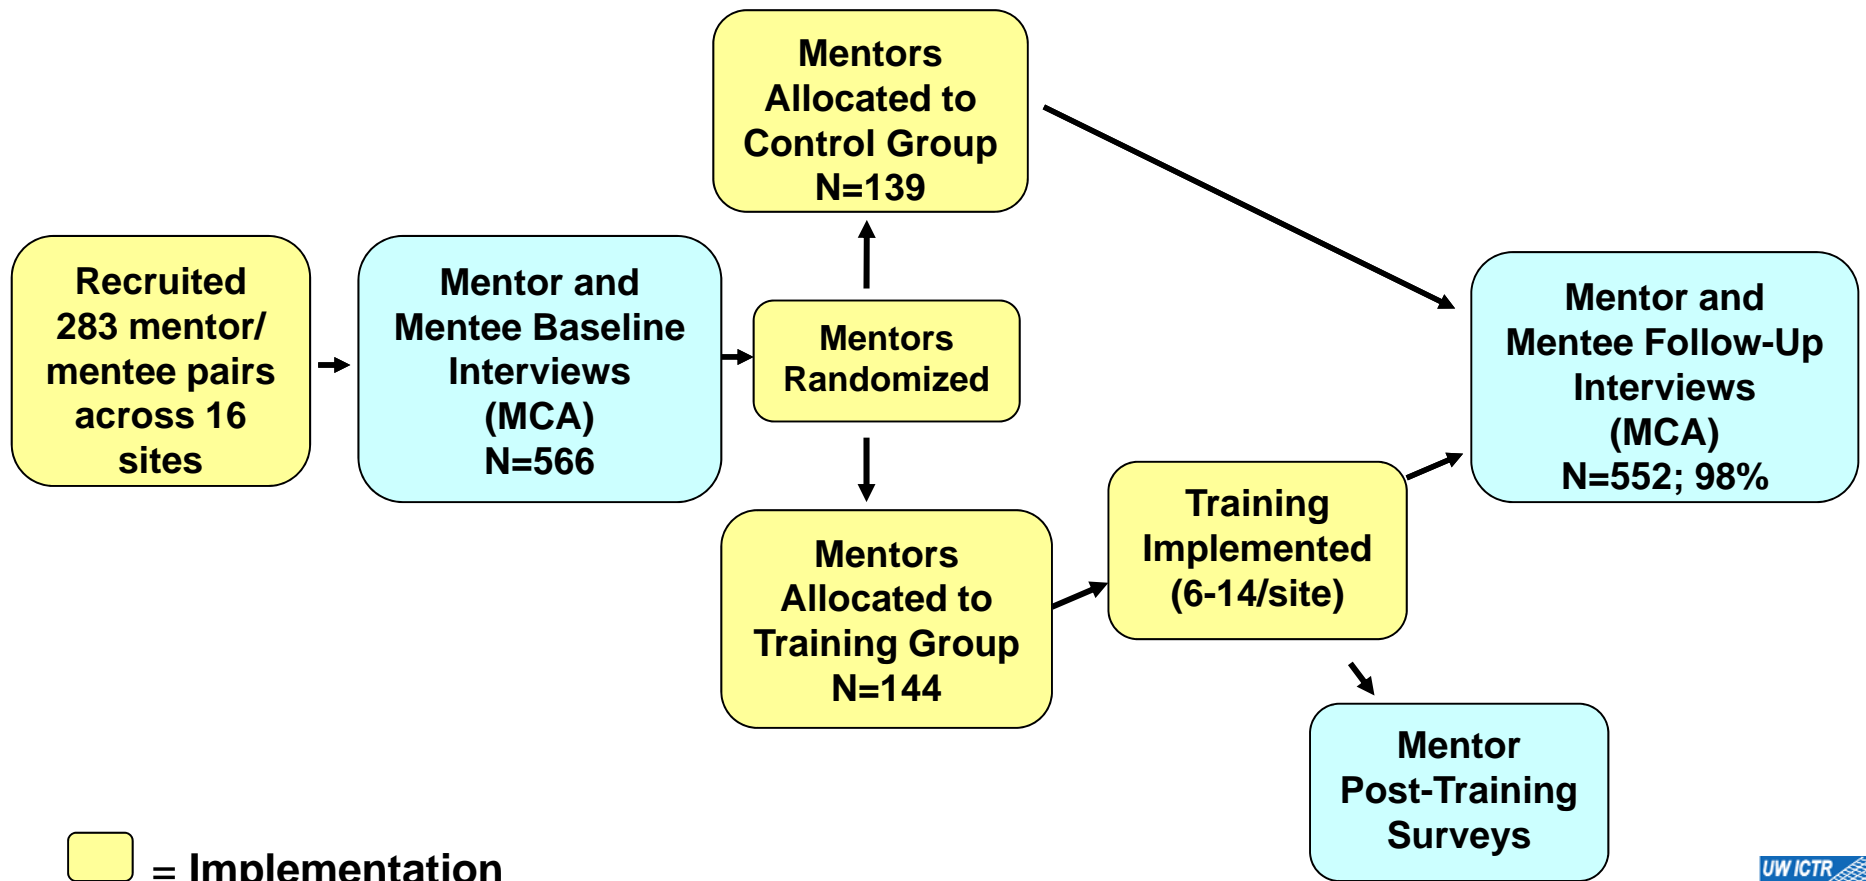 Recruited
283 mentor/
mentee pairs
across 16
sites
Mentor and
Mentee Baseline
Interviews
(MCA)
N=566
Mentors
Randomized
Mentors
Allocated to
Control Group
N=139
Mentors
Allocated to
Training Group
N=144
Training
Implemented
(6-14/site)
Mentor and
Mentee Follow-Up
Interviews
(MCA)
N=552; 98%
Mentor
Post-Training
Surveys
= Implementation
UW ICTR